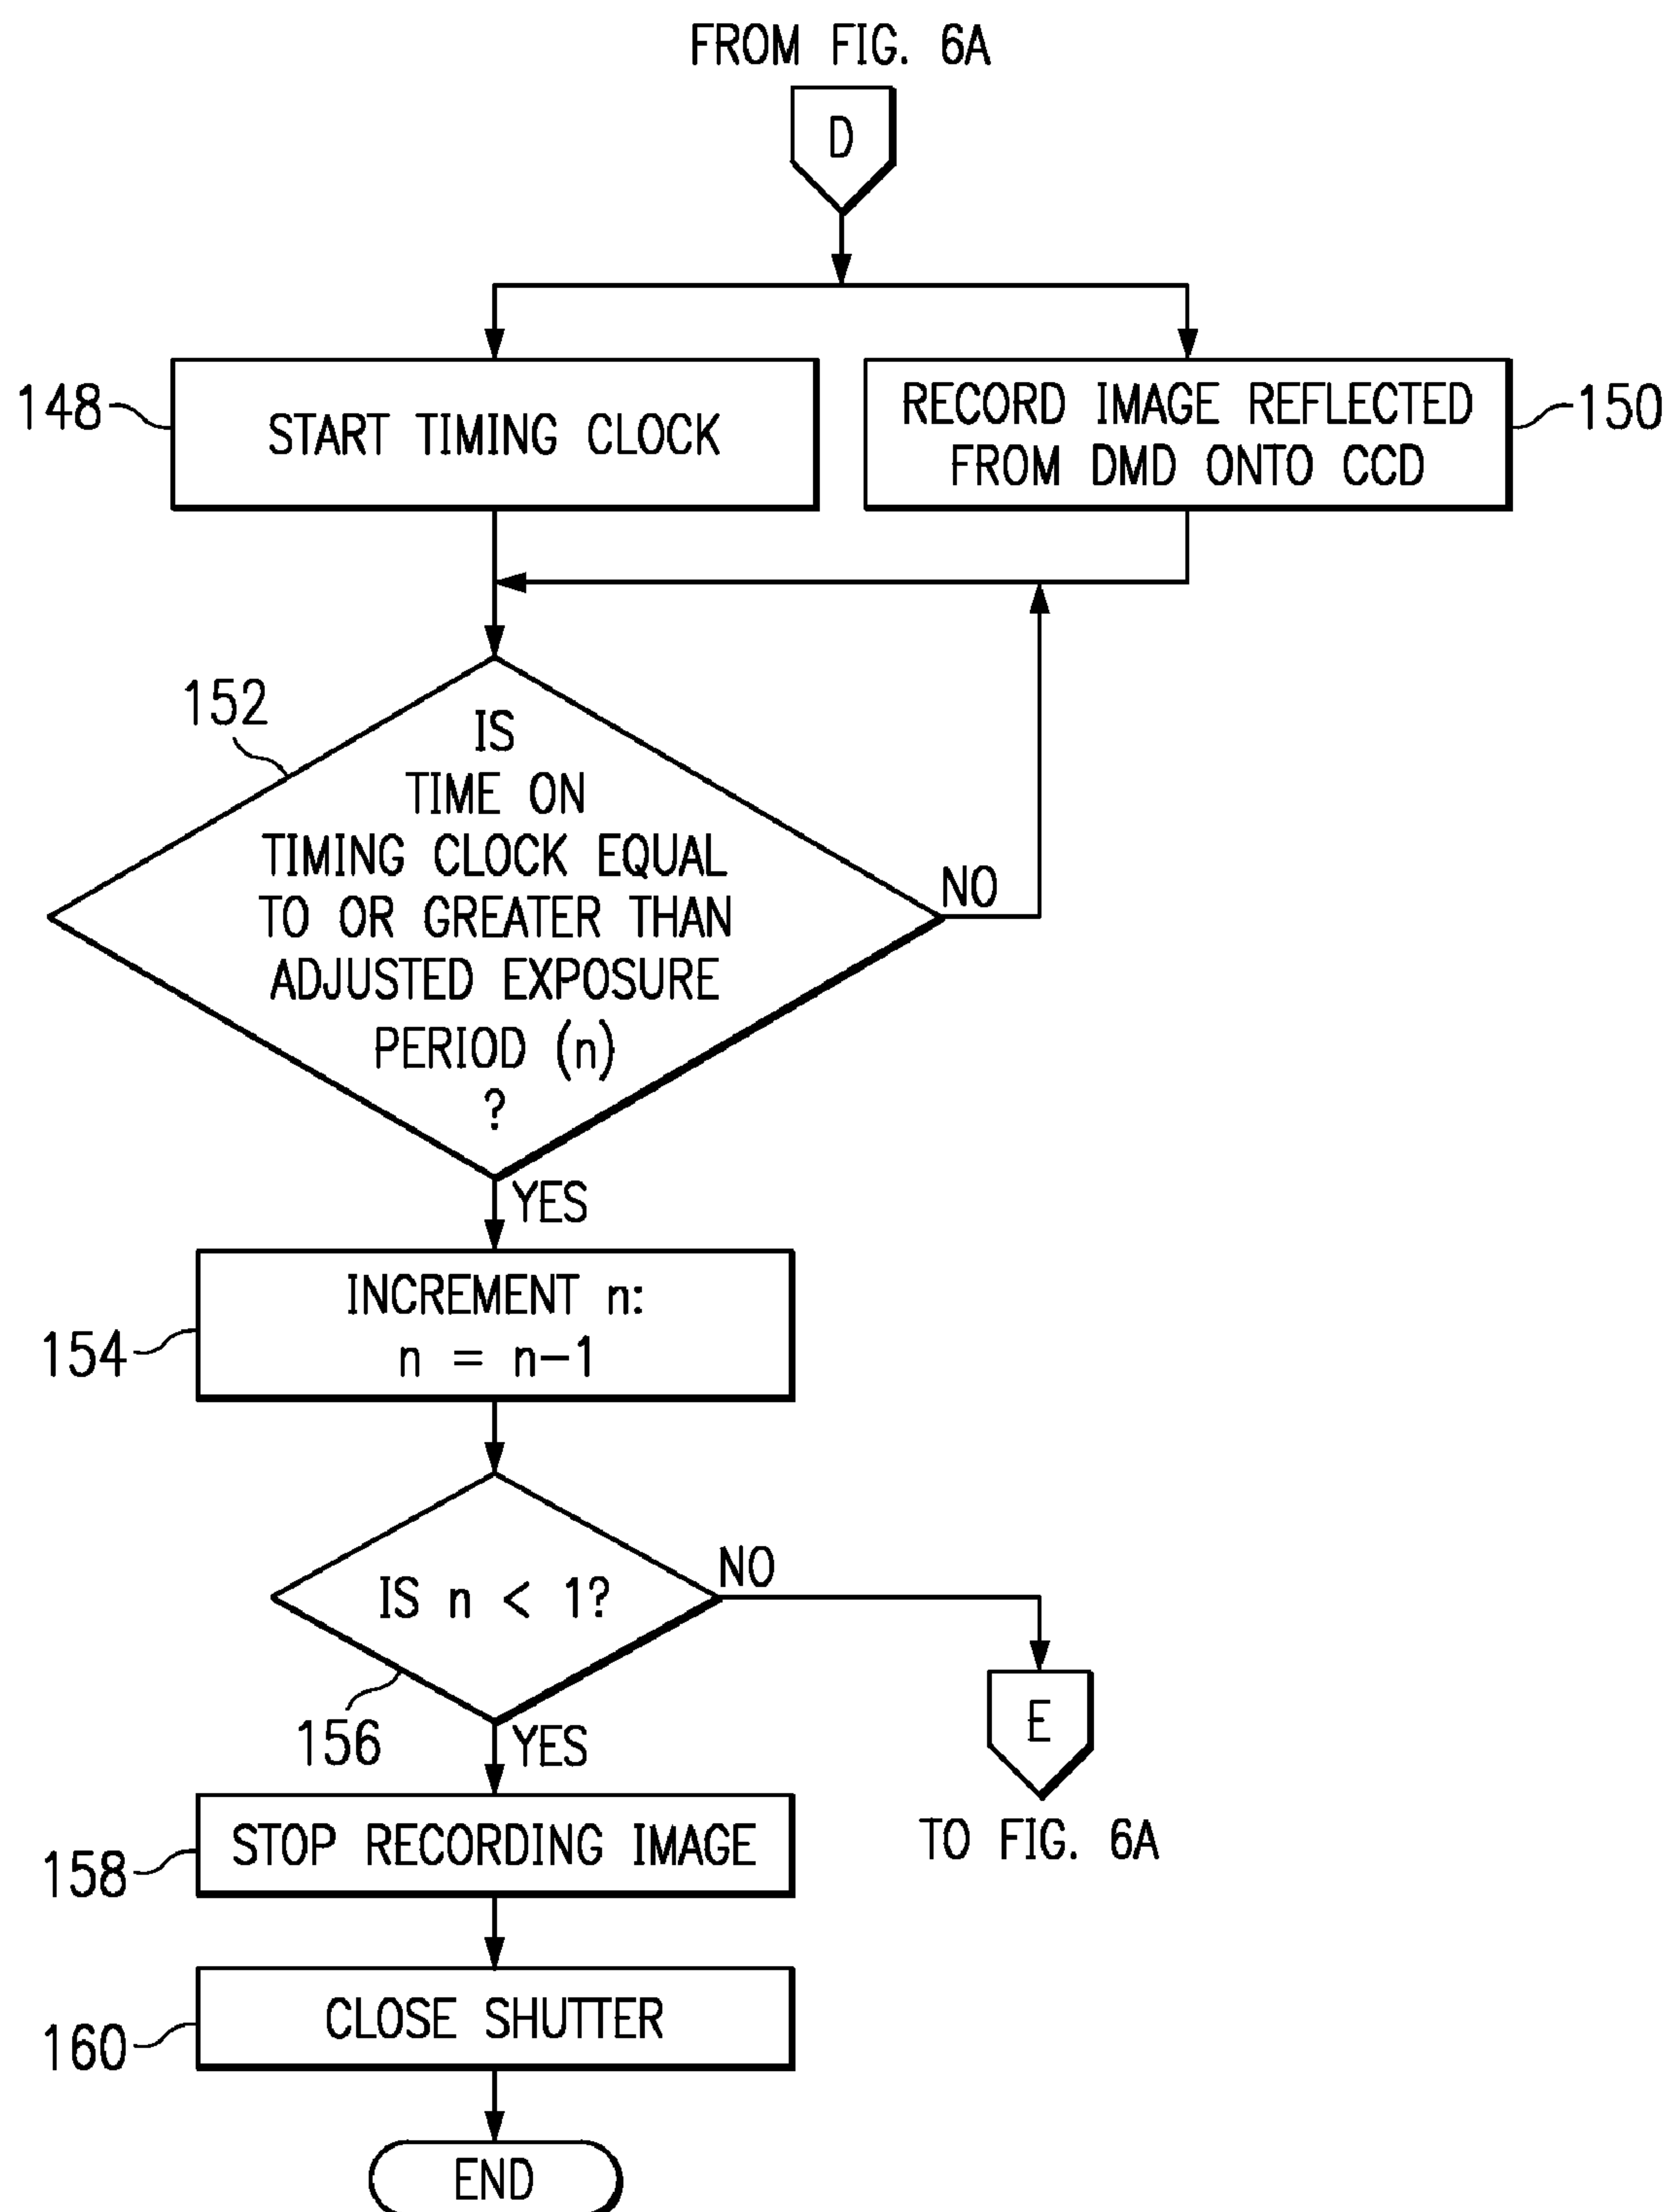 FROM FIG. 6A
D
148
START TIMING CLOCK
RECORD IMAGE REFLECTED
FROM DMD ONTO CCD
150
152
IS
TIME ON
TIMING CLOCK EQUAL
TO OR GREATER THAN
ADJUSTED EXPOSURE
PERIOD (n)
?
NO
YES
154
INCREMENT n:
n = n-1
IS n < 1?
NO
156
YES
E
TO FIG. 6A
158
STOP RECORDING IMAGE
160
CLOSE SHUTTER
END